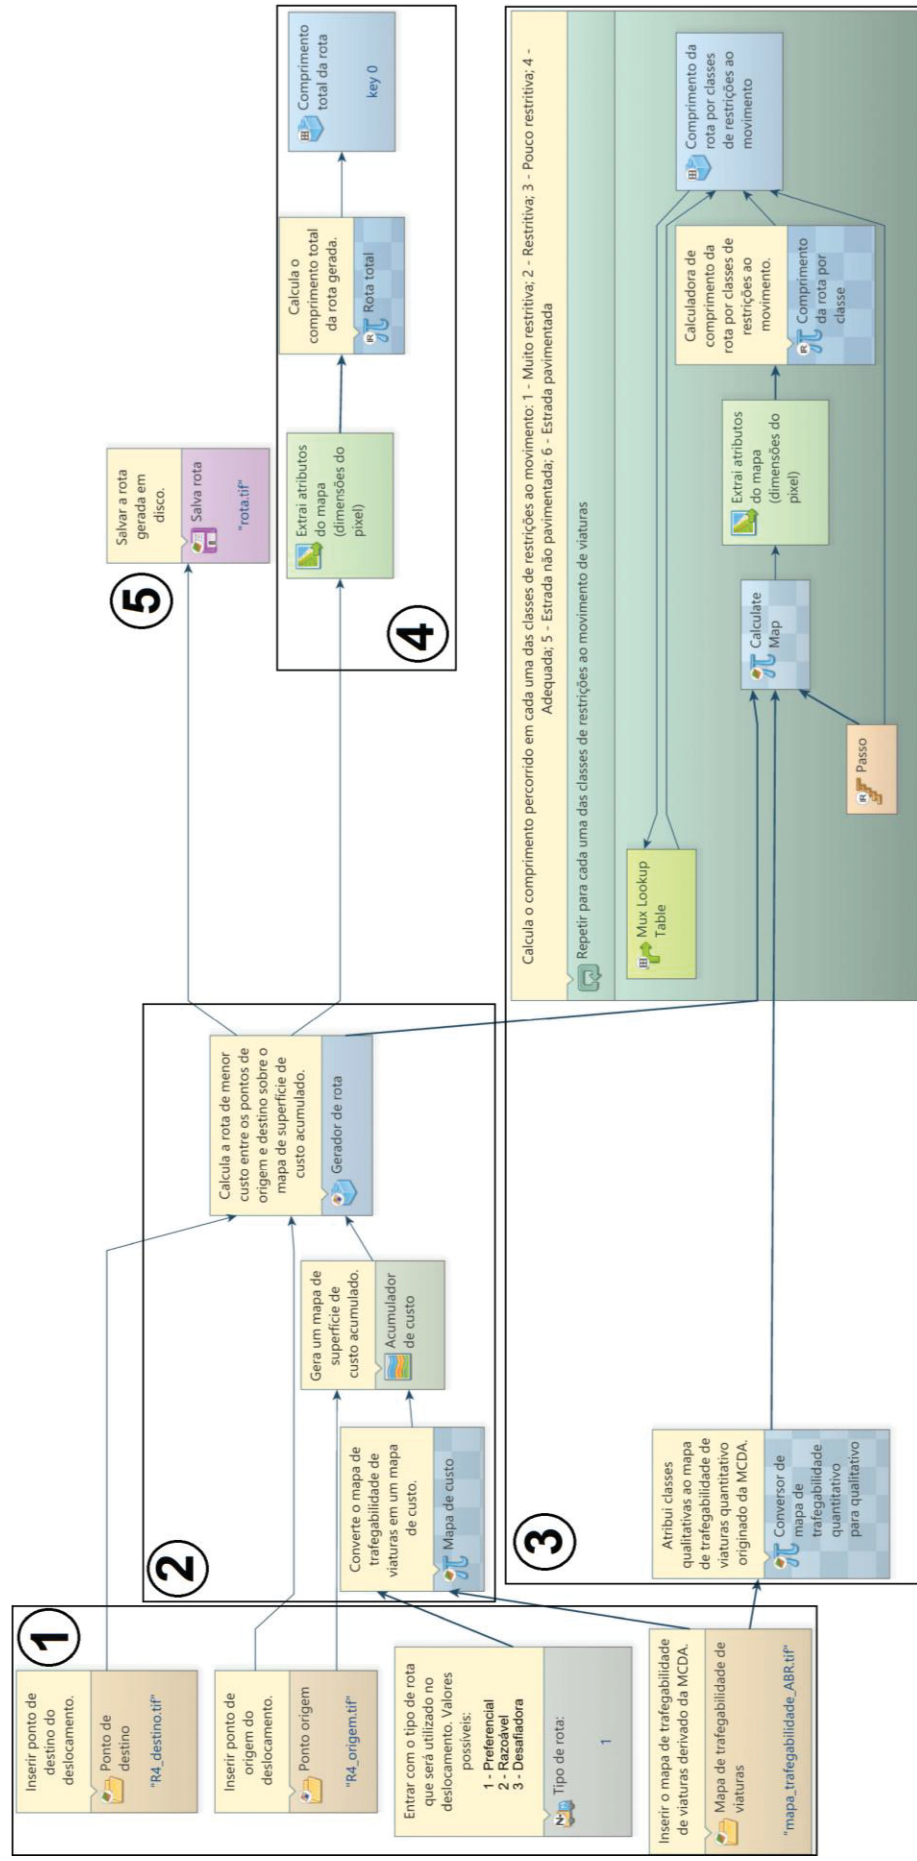 1
Inserir ponto de
destino do
deslocamento.
Ponto de
destino
"R4_destino.tif"
Inserir ponto de
origem do
deslocamento.
Ponto origem
"R4_origem.tif"
Entrar com o tipo de rota
que será utilizado no
deslocamento. Valores
possíveis:
1 - Preferencial
2 - Razoável
3 - Desafiadora
Tipo de rota:
1
Inserir o mapa de trafegabilidade
de viaturas derivado da MCDA.
Mapa de trafegabilidade de
viaturas
"mapa_trafegabilidade_ABR.tif"
2
Converte o mapa de
trafegabilidade de
viaturas em um mapa
de custo.
Mapa de custo
Gera um mapa de
superfície de
custo acumulado.
Acumulador
de custo
Calcula a rota de menor
custo entre os pontos de
origem e destino sobre o
mapa de superfície de
custo acumulado.
Gerador de rota
3
Atribui classes
qualitativas ao mapa
de trafegabilidade de
viaturas quantitativo
originado da MCDA.
Conversor de
mapa de
trafegabilidade
quantitativo
para qualitativo
Calcula o comprimento percorrido em cada uma das classes de restrições ao movimento: 1 - Muito restritiva; 2 - Restritiva; 3 - Pouco restritiva; 4 -
Adequada; 5 - Estrada não pavimentada; 6 - Estrada pavimentada
Repetir para cada uma das classes de restrições ao movimento de viaturas
Mux Lookup
Table
IR
Passo
Calculate
Map
Extrai atributos
do mapa
(dimensões do
pixel)
Calculadora de
comprimento da
rota por classes de
restrições ao
movimento.
IR
Comprimento
da rota por
classe
Comprimento da
rota por classes
de restrições ao
movimento
5
Salvar a rota
gerada em
disco.
Salva rota
"rota.tif"
4
Extrai atributos
do mapa
(dimensões do
pixel)
Calcula o
comprimento total
da rota gerada.
IR
Rota total
Comprimento
total da rota
key 0